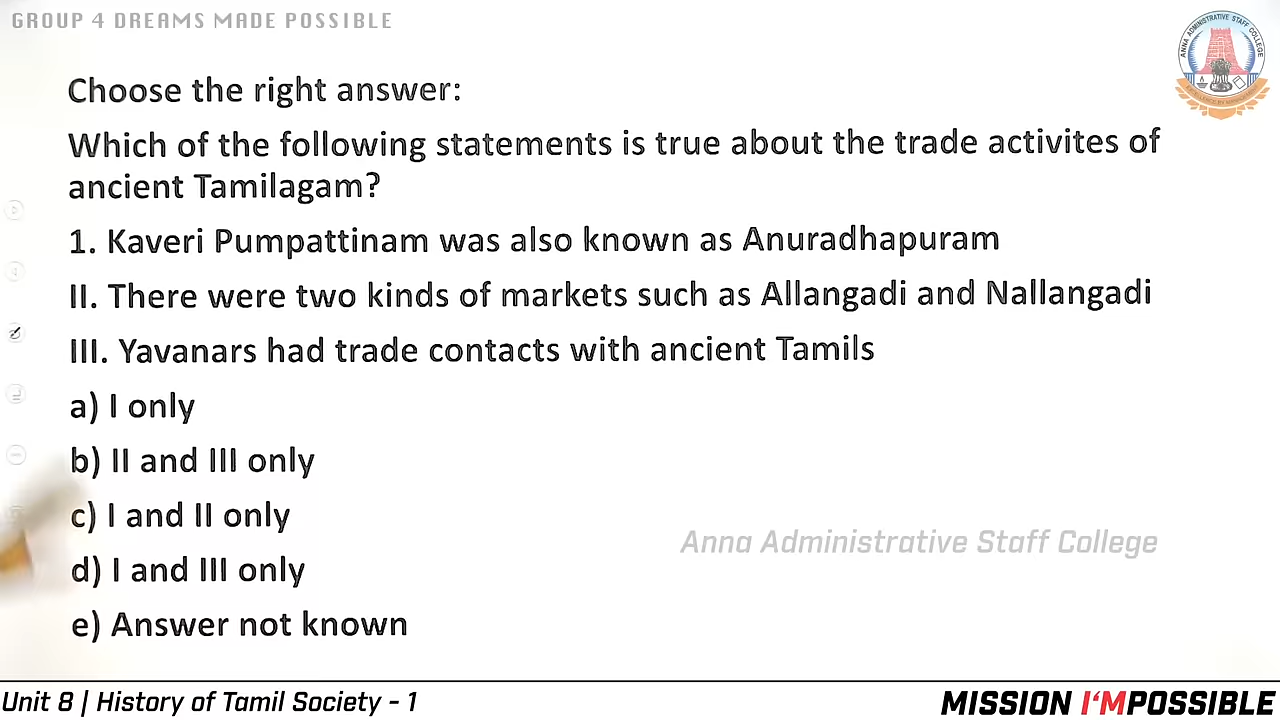 GROUP 4 DREAMS MADE POSSIBLE
ANNA ADMINISTRATIVE STAFF COLLEGE
Choose the right answer:
Which of the following statements is true about the trade activites of
ancient Tamilagam?
1. Kaveri Pumpattinam was also known as Anuradhapuram
II. There were two kinds of markets such as Allangadi and Nallangadi
III. Yavanars had trade contacts with ancient Tamils
a) I only
b) II and III only
c) I and II only
d) I and III only
e) Answer not known
Anna Administrative Staff College
Unit 8 | History of Tamil Society - 1
MISSION I'MPOSSIBLE